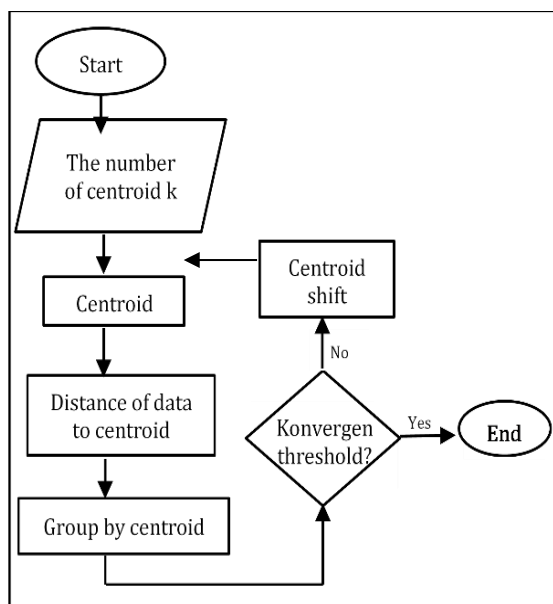 Start
The number
of centroid k
Centroid
Centroid
shift
Distance of data
to centroid
Group by centroid
No
Konvergen
threshold?
Yes
End